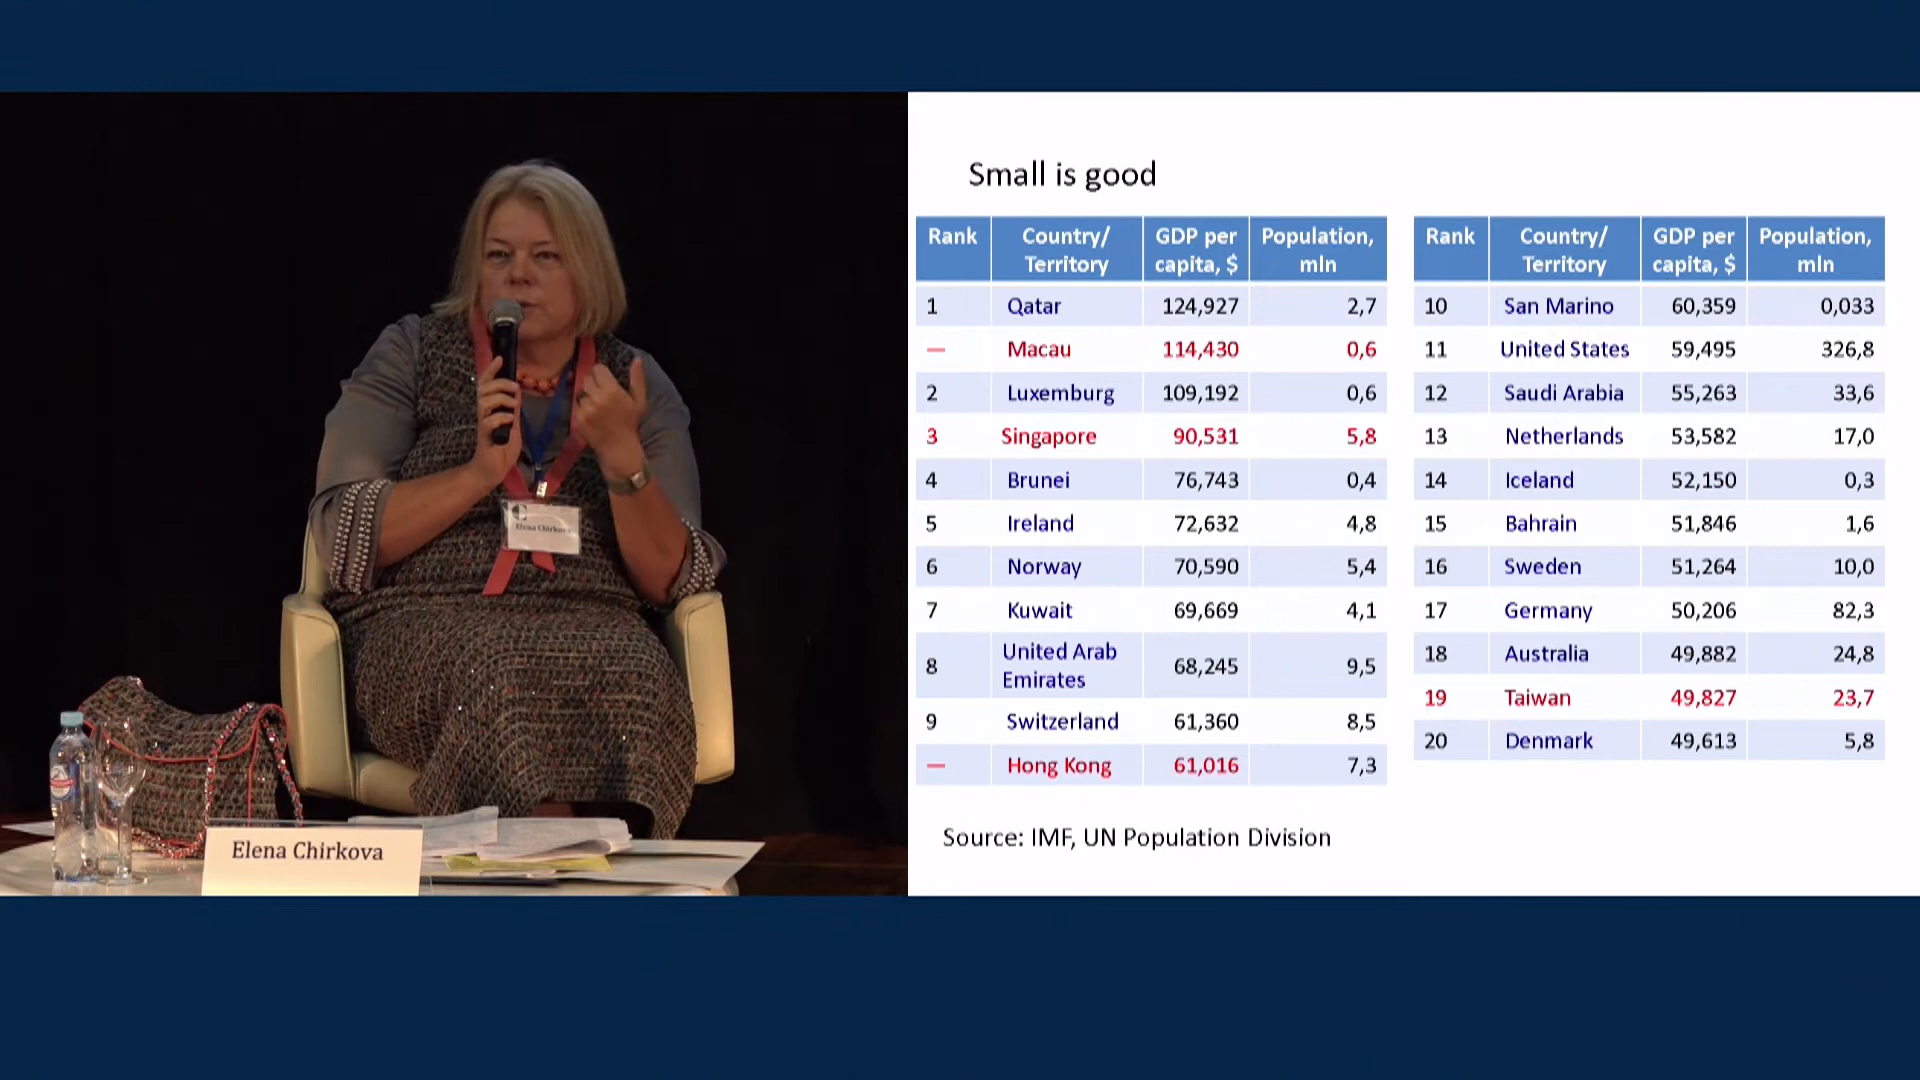 Small is good
Rank Country/ Territory GDP per capita, $ Population, mln
1 Qatar 124,927 2,7
— Macau 114,430 0,6
2 Luxemburg 109,192 0,6
3 Singapore 90,531 5,8
4 Brunei 76,743 0,4
5 Ireland 72,632 4,8
6 Norway 70,590 5,4
7 Kuwait 69,669 4,1
8 United Arab Emirates 68,245 9,5
9 Switzerland 61,360 8,5
— Hong Kong 61,016 7,3
Rank Country/ Territory GDP per capita, $ Population, mln
10 San Marino 60,359 0,033
11 United States 59,495 326,8
12 Saudi Arabia 55,263 33,6
13 Netherlands 53,582 17,0
14 Iceland 52,150 0,3
15 Bahrain 51,846 1,6
16 Sweden 51,264 10,0
17 Germany 50,206 82,3
18 Australia 49,882 24,8
19 Taiwan 49,827 23,7
20 Denmark 49,613 5,8
Source: IMF, UN Population Division
Elena Chirkova
Elena Chirkova